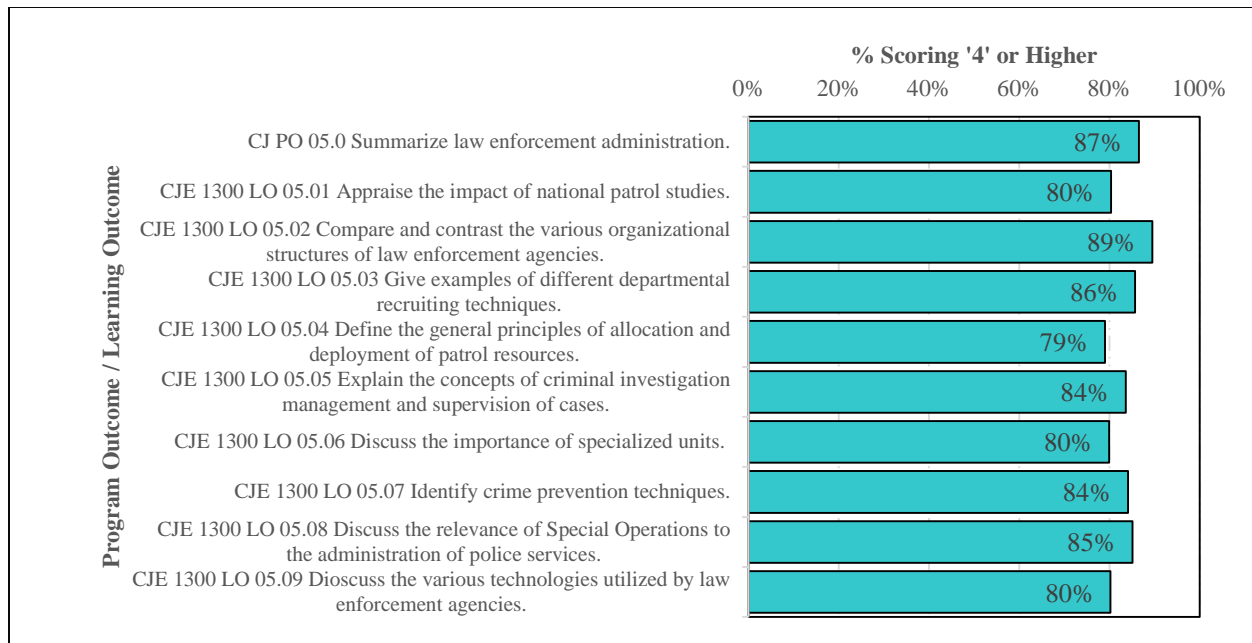 % Scoring '4' or Higher
0% 20% 40% 60% 80% 100%
Program Outcome / Learning Outcome
CJ PO 05.0 Summarize law enforcement administration.
87%
CJE 1300 LO 05.01 Appraise the impact of national patrol studies.
80%
CJE 1300 LO 05.02 Compare and contrast the various organizational
structures of law enforcement agencies.
89%
CJE 1300 LO 05.03 Give examples of different departmental
recruiting techniques.
86%
CJE 1300 LO 05.04 Define the general principles of allocation and
deployment of patrol resources.
79%
CJE 1300 LO 05.05 Explain the concepts of criminal investigation
management and supervision of cases.
84%
CJE 1300 LO 05.06 Discuss the importance of specialized units.
80%
CJE 1300 LO 05.07 Identify crime prevention techniques.
84%
CJE 1300 LO 05.08 Discuss the relevance of Special Operations to
the administration of police services.
85%
CJE 1300 LO 05.09 Dioscuss the various technologies utilized by law
enforcement agencies.
80%